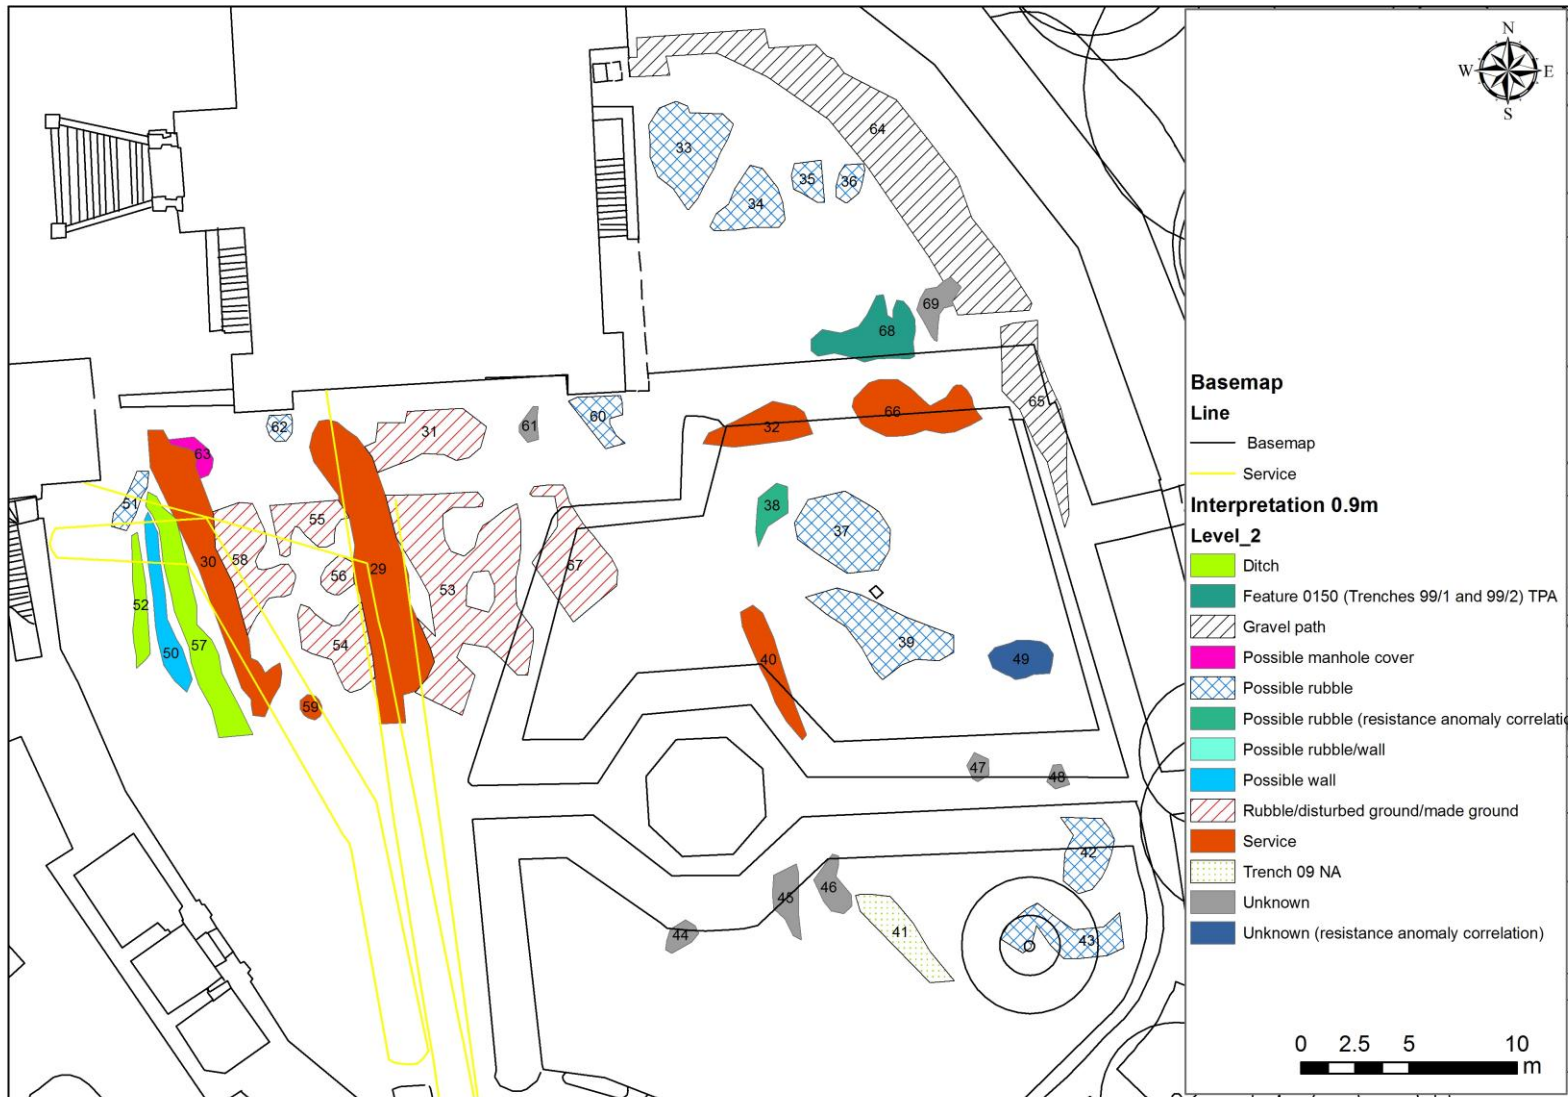 N
W E
S
64
33
35
36
34
69
68
65
66
32
60
61
31
62
63
51
38
37
55
58
30
56
29
53
67
52
57
50
54
39
40
49
59
47
48
42
46
45
41
44
43
Basemap
Line
Basemap
Service
Interpretation 0.9m
Level_2
Ditch
Feature 0150 (Trenches 99/1 and 99/2) TPA
Gravel path
Possible manhole cover
Possible rubble
Possible rubble (resistance anomaly correlatio
Possible rubble/wall
Possible wall
Rubble/disturbed ground/made ground
Service
Trench 09 NA
Unknown
Unknown (resistance anomaly correlation)
0 2.5 5 10
m